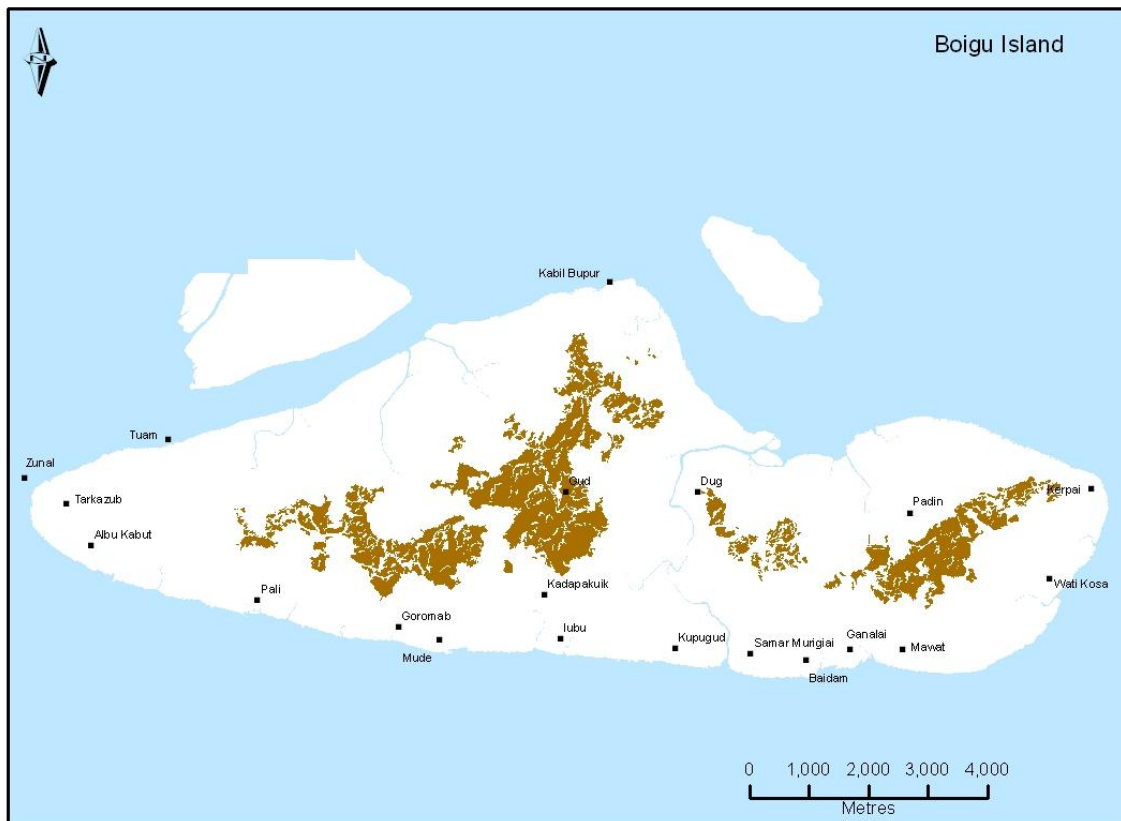 Boigu Island
N
Kabil Bupur
Tuam
Zunal
Tarkazub
Albu Kabut
Gud
Dug
Kerpai
Padin
Pali
Kadapakuik
Wati Kosa
Goromab
Mude
Iubu
Kupugud
Samar Murigiai
Ganalai
Mawat
Baidam
0 1,000 2,000 3,000 4,000
Metres